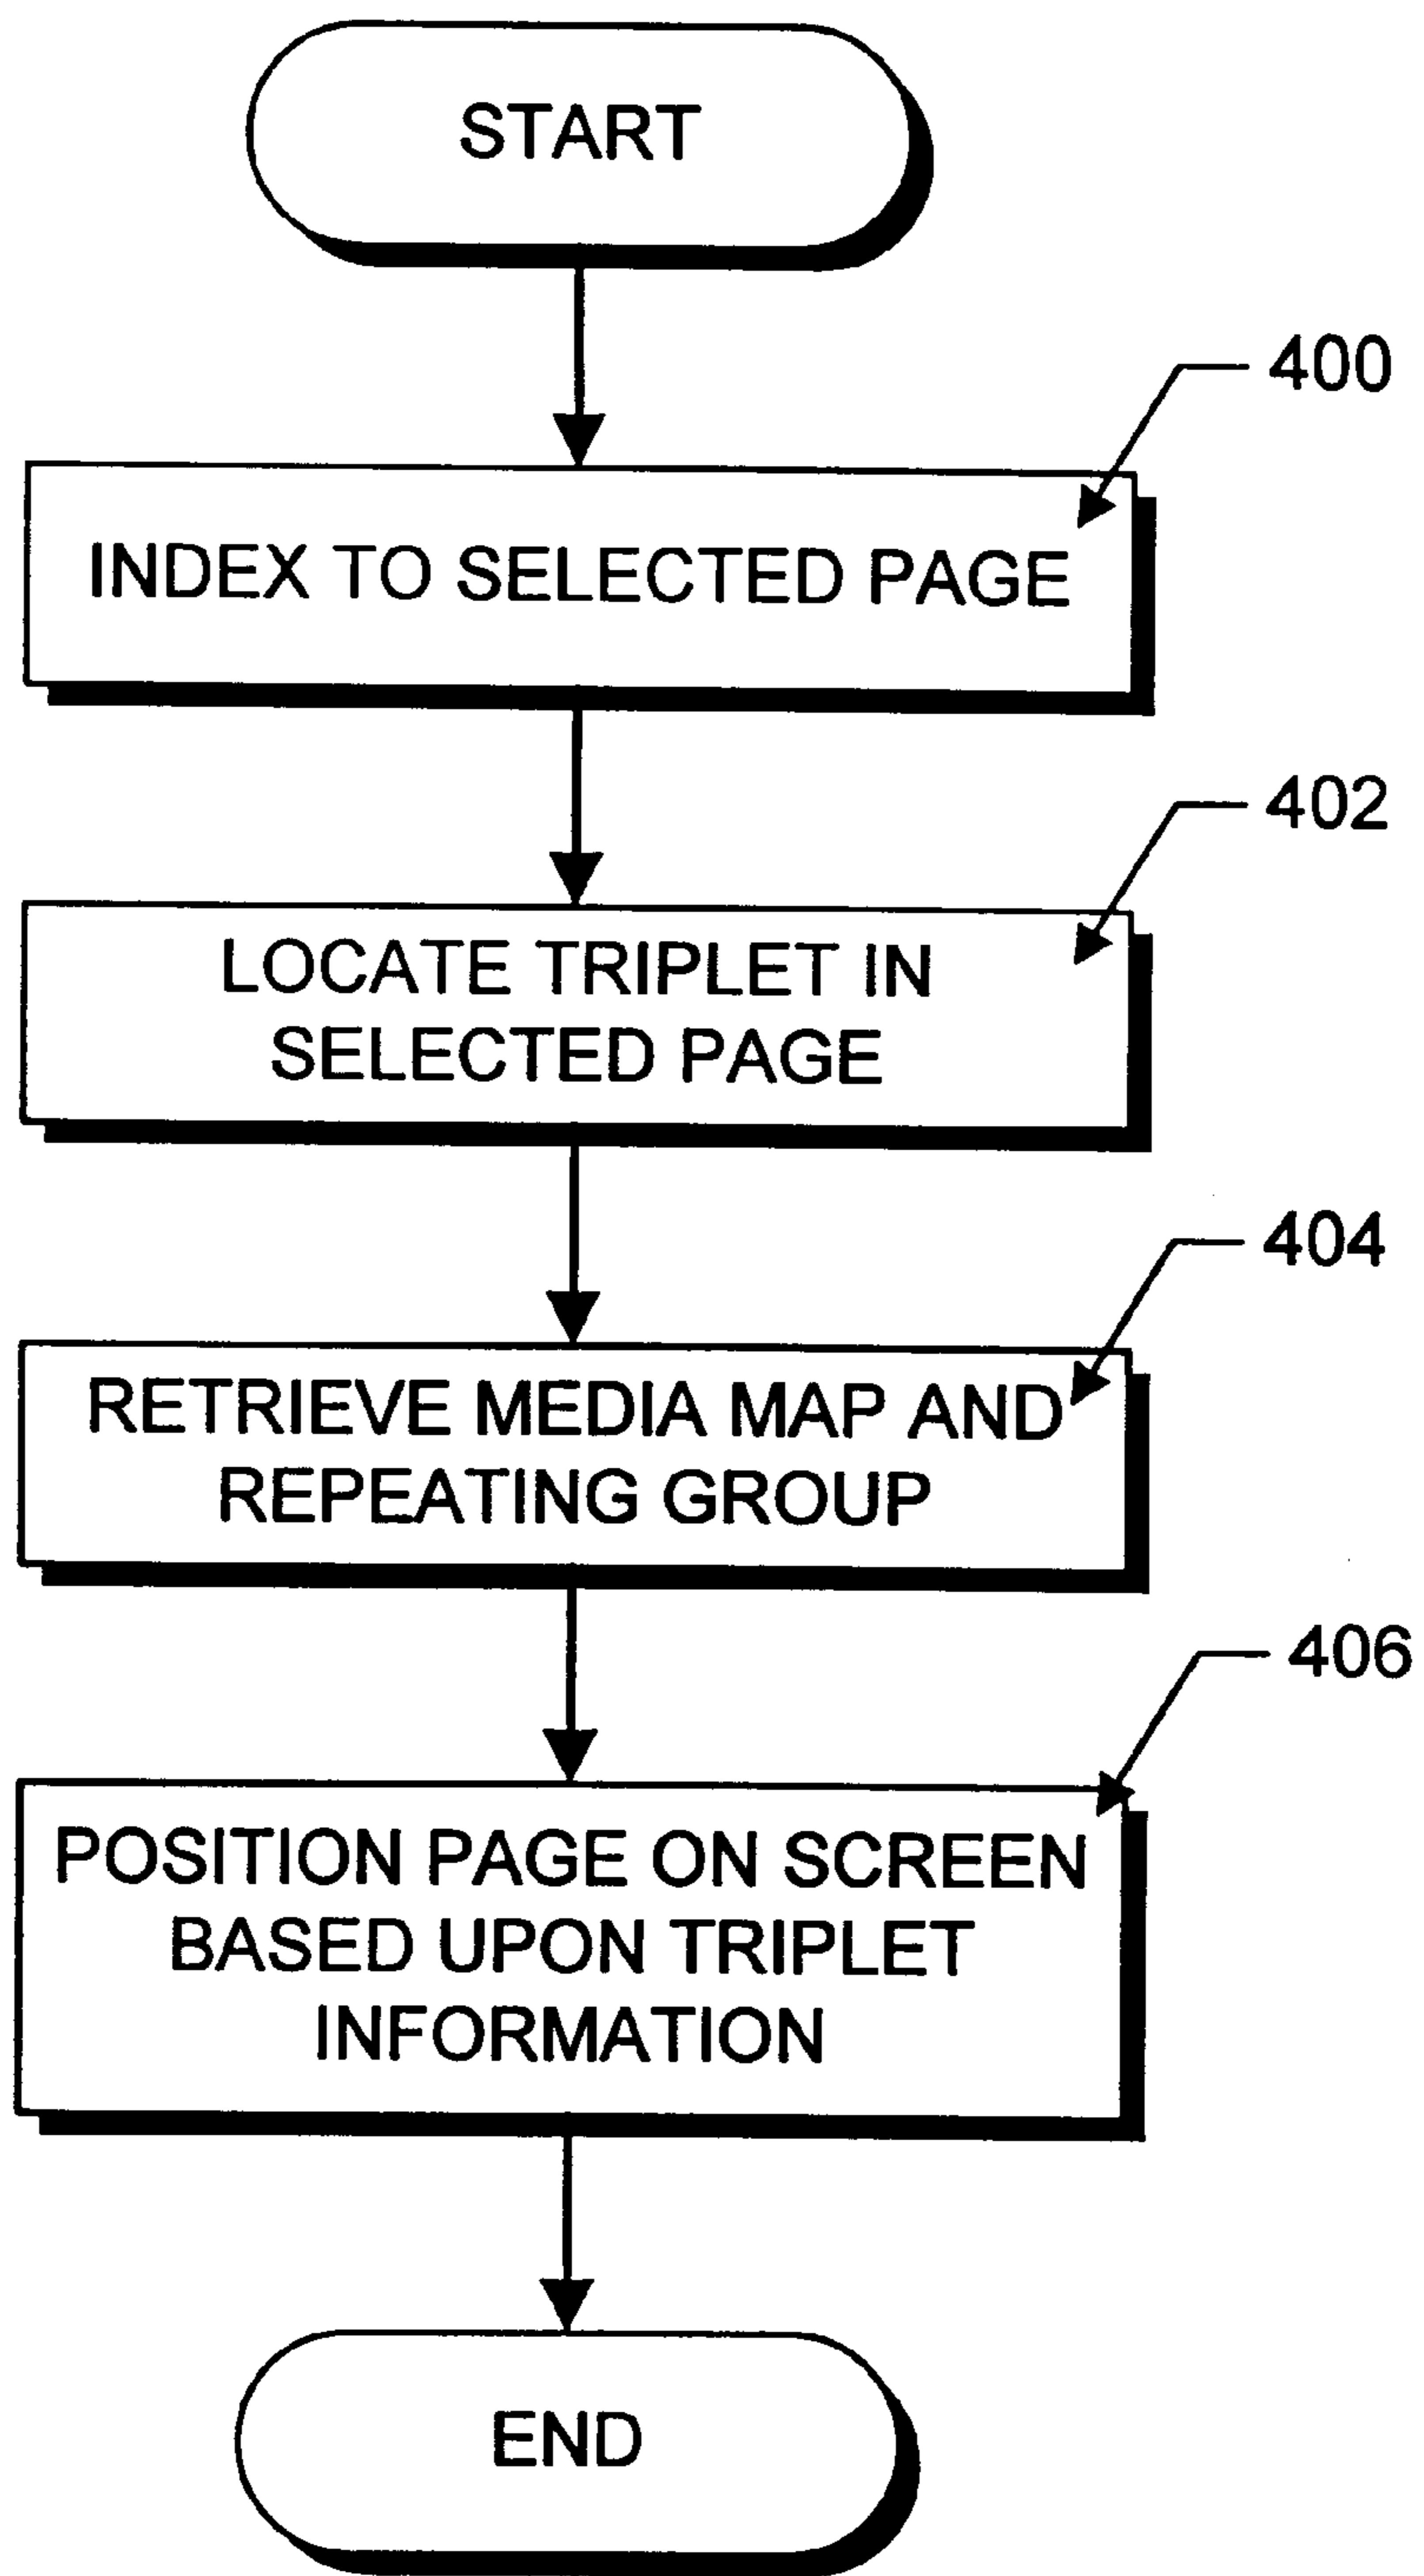 START
400
INDEX TO SELECTED PAGE
402
LOCATE TRIPLET IN
SELECTED PAGE
404
RETRIEVE MEDIA MAP AND
REPEATING GROUP
406
POSITION PAGE ON SCREEN
BASED UPON TRIPLET
INFORMATION
END